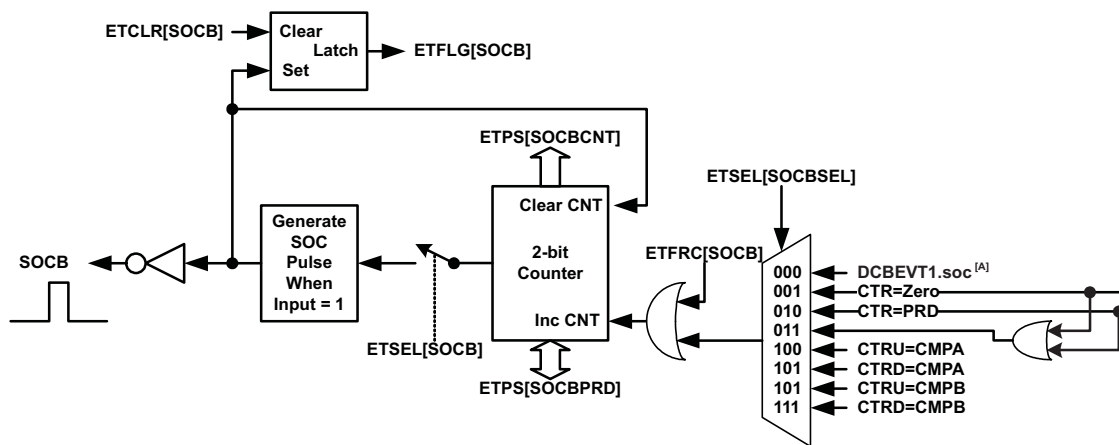 ETCLR[SOCB]
Clear
Latch
Set
ETFLG[SOCB]
ETPS[SOCBCNT]
ETSEL[SOCBSEL]
Clear CNT
2-bit
Counter
Inc CNT
Generate
SOC
Pulse
When
Input = 1
SOCB
ETSEL[SOCB]
ETPS[SOCBPRD]
ETFRC[SOCB]
000 DCBEVT1.soc [A]
001 CTR=Zero
010 CTR=PRD
011
100 CTRU=CMPA
101 CTRD=CMPA
101 CTRU=CMPB
111 CTRD=CMPB